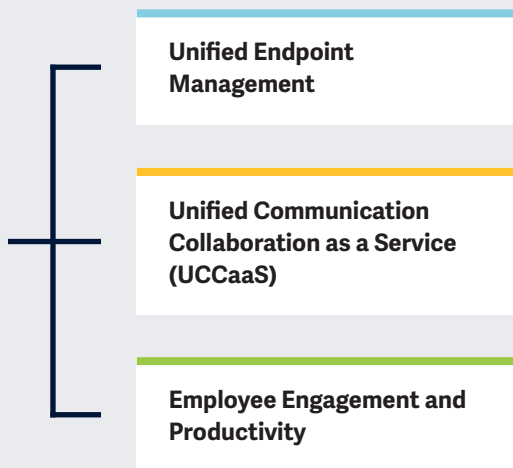 Unified Endpoint
Management
Unified Communication
Collaboration as a Service
(UCCaaS)
Employee Engagement and
Productivity